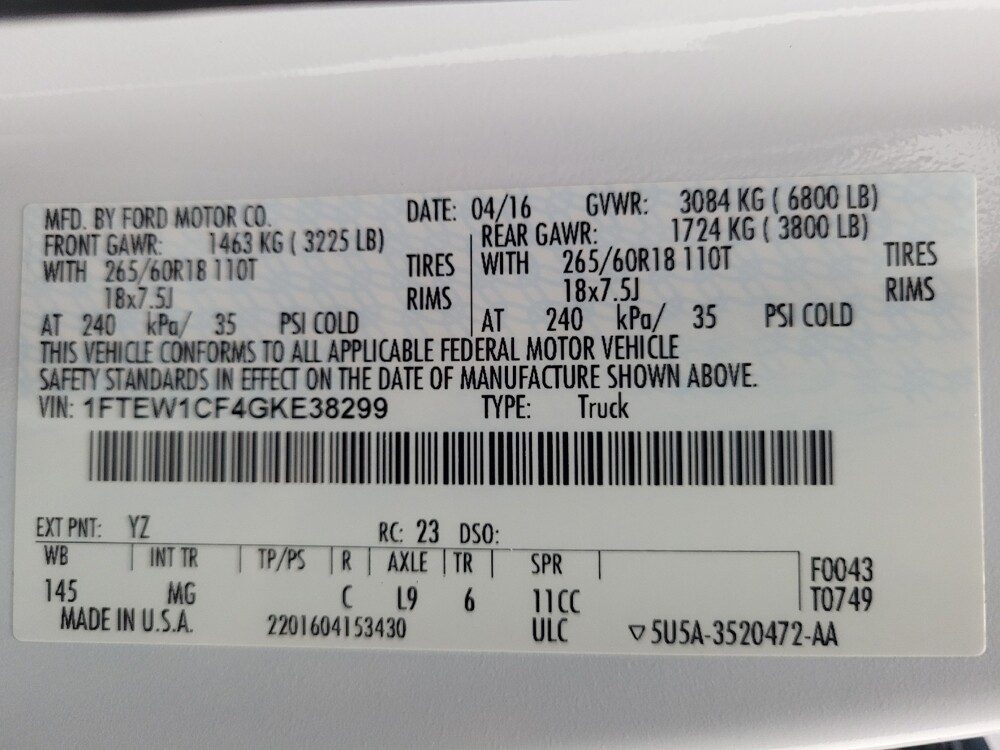 MFD. BY FORD MOTOR CO. DATE: 04/16 GVWR: 3084 KG ( 6800 LB)
FRONT GAWR: 1463 KG ( 3225 LB) REAR GAWR: 1724 KG ( 3800 LB)
WITH 265/60R18 110T TIRES WITH 265/60R18 110T TIRES
18x7.5J RIMS 18x7.5J RIMS
AT 240 kPa/ 35 PSI COLD AT 240 kPa/ 35 PSI COLD
THIS VEHICLE CONFORMS TO ALL APPLICABLE FEDERAL MOTOR VEHICLE
SAFETY STANDARDS IN EFFECT ON THE DATE OF MANUFACTURE SHOWN ABOVE.
VIN: 1FTEW1CF4GKE38299 TYPE: Truck
EXT PNT: YZ RC: 23 DSO:
WB INT TR TP/PS R AXLE TR SPR F0043
145 MG C L9 6 11CC T0749
MADE IN U.S.A. 2201604153430 ULC ▽5U5A-3520472-AA